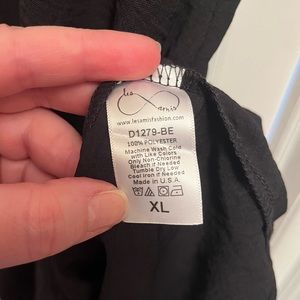 les
amis
www.lesamisfashion.com
D1279-BE
100% POLYESTER
Machine Wash Cold
with Like Colors
Only Non-Chlorine
Bleach if Needed
Tumble Dry Low
Cool Iron if Needed
Made in U.S.A.
XL